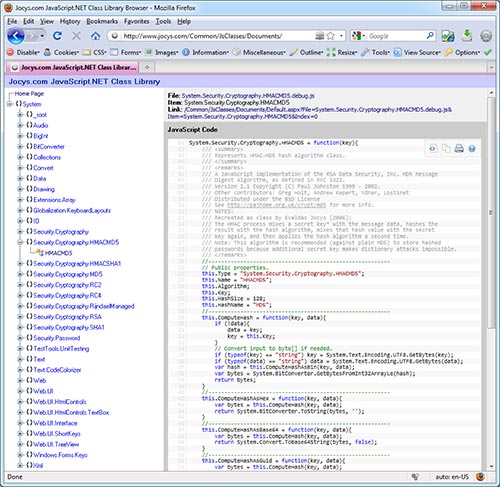 Jocys.com JavaScript.NET Class Library Browser - Mozilla Firefox
File Edit View History Bookmarks Favorites Tools Help
http://www.jocys.com/Common/JsClasses/Documents/
Disable Cookies CSS Forms Images Information Miscellaneous Outline Resize Tools View Source Options
Jocys.com JavaScript.NET Class Libra...
Jocys.com JavaScript.NET Class Library
Home Page
System
_root
Audio
BigInt
BitConverter
Collections
Convert
Data
Drawing
Extensions.Array
Globalization.KeyboardLayouts
IO
Security.Cryptography
Security.Cryptography.HMACMD5
HMACMD5
Security.Cryptography.HMACSHA1
Security.Cryptography.MD5
Security.Cryptography.RC2
Security.Cryptography.RC4
Security.Cryptography.RijndaelManaged
Security.Cryptography.RSA
Security.Cryptography.SHA1
Security.Password
TestTools.UnitTesting
Text
Text.CodeColorizer
Web
Web.UI
Web.UI.HtmlControls
Web.UI.HtmlControls.TextBox
Web.UI.Interface
Web.UI.ShortKeys
Web.UI.TreeView
Windows.Forms.Keys
Xml
File: System.Security.Cryptography.HMACMD5.debug.js
Item: System.Security.Cryptography.HMACMD5
Link: /Common/JsClasses/Documents/Default.aspx?File=System.Security.Cryptography.HMACMD5.debug.js&
Item=System.Security.Cryptography.HMACMD5&Index=0
JavaScript Code
System.Security.Cryptography.HMACMD5 = function(key){
/// <summary>
/// Represents HMAC-MD5 hash algorithm class.
/// </summary>
/// <remarks>
/// A JavaScript implementation of the RSA Data Security, Inc. MD5 Message
/// Digest Algorithm, as defined in RFC 1321.
/// Version 2.1 Copyright (C) Paul Johnston 1999 - 2002.
/// Other contributors: Greg Holt, Andrew Kepert, Ydnar, Lostinet
/// Distributed under the BSD License
/// See http://pajhome.org.uk/crypt/md5 for more info.
/// NOTES:
/// Recreated as Class by Evaldas Jocys [2006]:
/// The HMAC process mixes a secret key with the message data, hashes the
/// result with the hash algorithm, mixes that hash value with the secret
/// key again, and then applies the hash algorithm a second time.
/// Note: This algorithm is recommended (against plain MD5) to store hashed
/// passwords because additional secret key makes dictionary attacks impossible.
/// </remarks>
// Public properties.
this.Type = "System.Security.Cryptography.HMACMD5";
this.Name = "HMACMD5";
this.Algorithm;
this.Key;
this.HashSize = 128;
this.HashName = "MD5";
this.ComputeHash = function(key, data){
if (!data){
data = key;
key = this.Key;
}
// Convert input to byte[] if needed.
if (typeof(key) == "string") key = System.Text.Encoding.UTF8.GetBytes(key);
if (typeof(data) == "string") data = System.Text.Encoding.UTF8.GetBytes(data);
var hash = this.ComputeHashAsBin(key, data);
var bytes = System.BitConverter.GetBytesFromInt32ArrayLe(hash);
return bytes;
}
this.ComputeHashAsHex = function(key, data){
var bytes = this.ComputeHash(key, data);
return System.BitConverter.ToString(bytes, '');
}
this.ComputeHashAsBase64 = function(key, data){
var bytes = this.ComputeHash(key, data);
return System.Convert.ToBase64String(bytes, false);
}
this.ComputeHashAsGuid = function(key, data){
var bytes = this.ComputeHash(key, data);
Done
auto: en-US